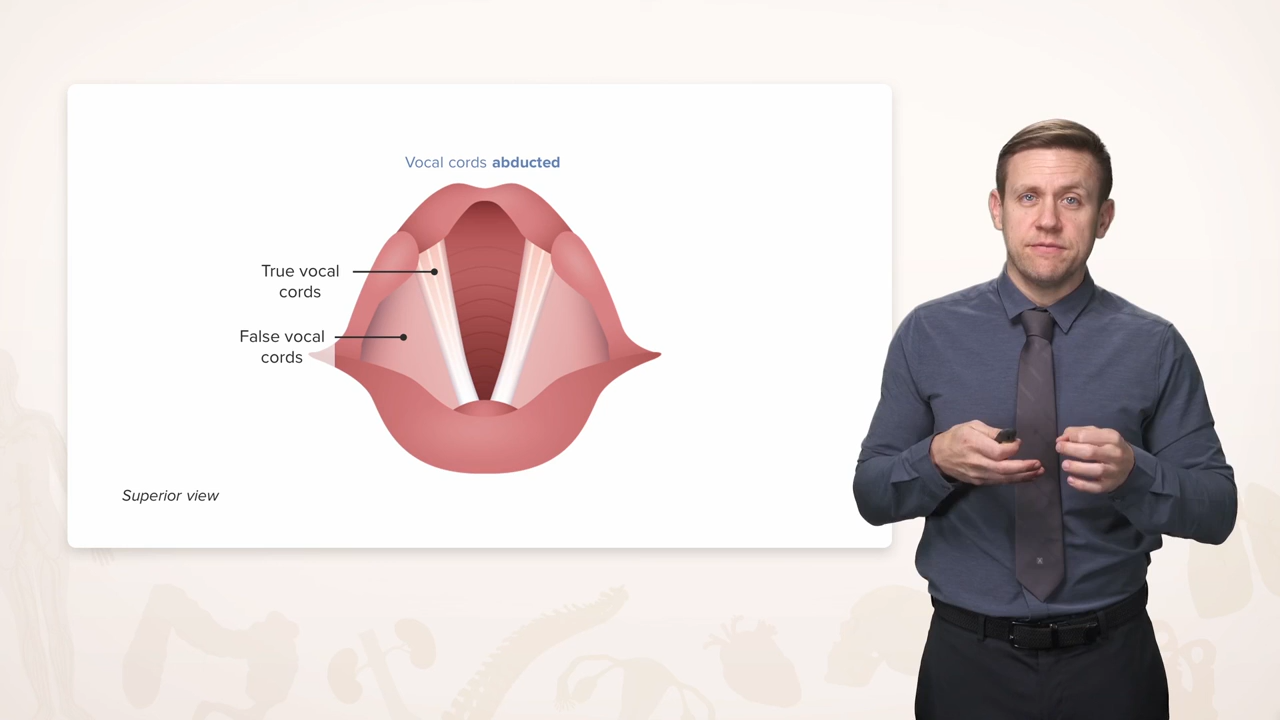 Vocal cords abducted
True vocal
cords
False vocal
cords
Superior view